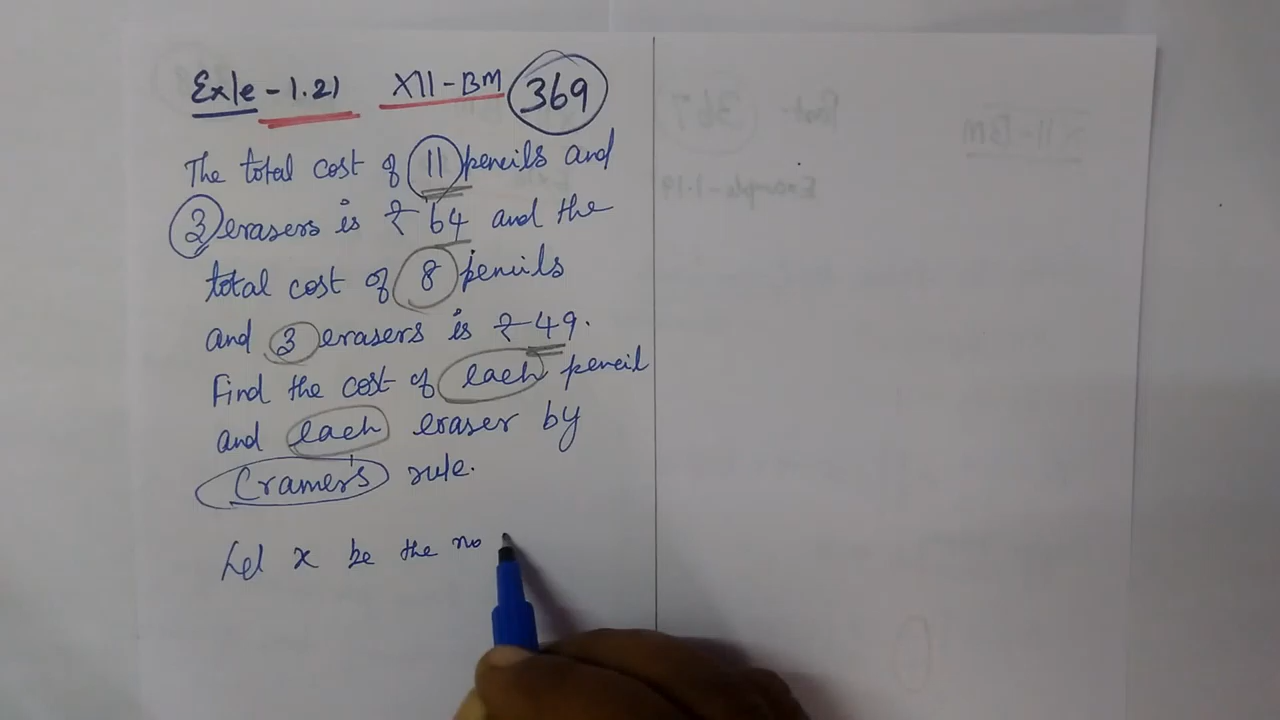 Ex/e - 1.21 XII - BM 369
The total cost of 11 pencils and
3 erasers is ₹ 64 and the
total cost of 8 pencils
and 3 erasers is ₹ 49.
Find the cost of each pencil
and each eraser by
Cramer's rule.
Let x be the no